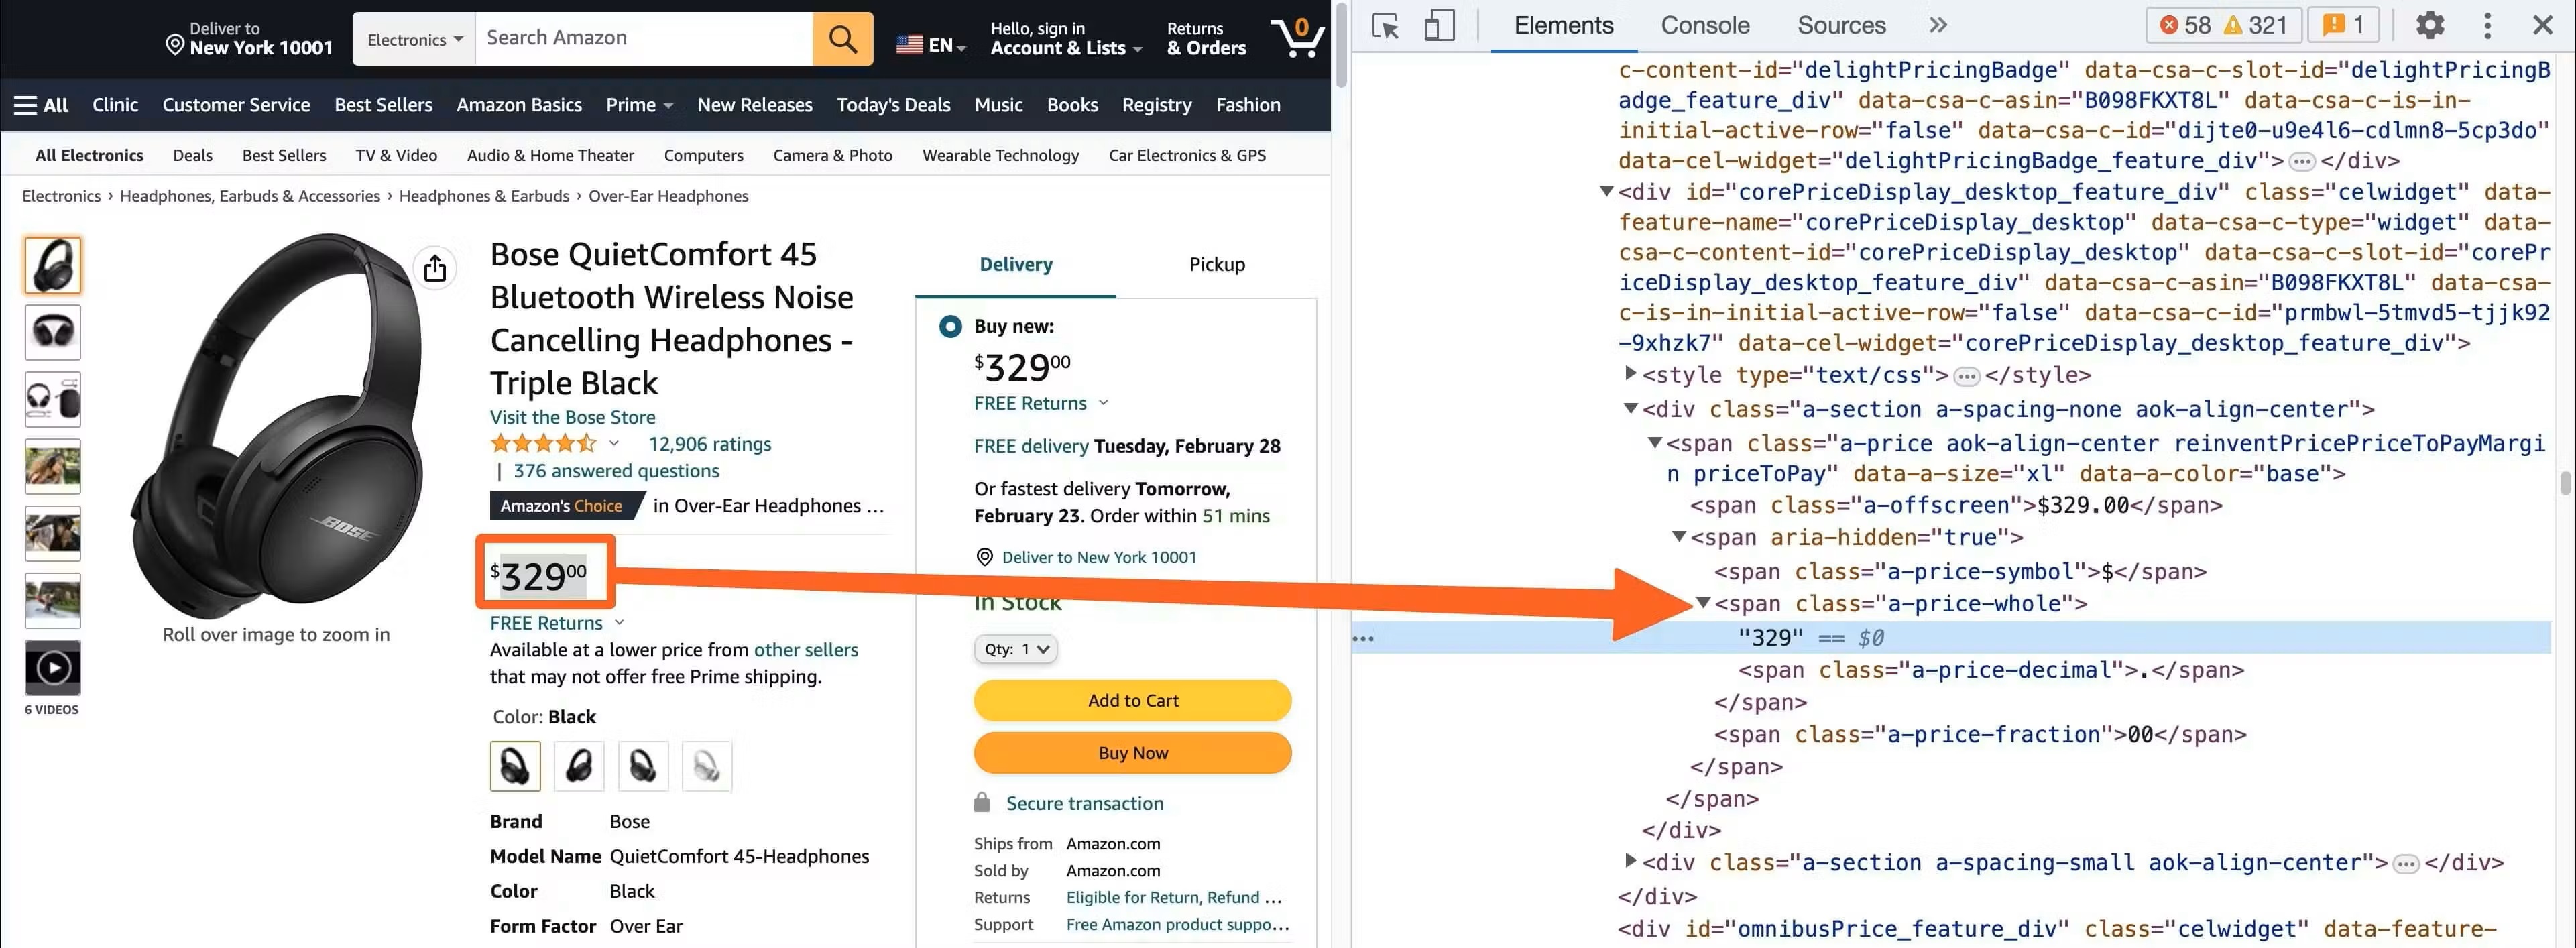 Deliver to
New York 10001
Electronics
Search Amazon
EN
Hello, sign in
Account & Lists
Returns
& Orders
0
All
Clinic
Customer Service
Best Sellers
Amazon Basics
Prime
New Releases
Today's Deals
Music
Books
Registry
Fashion
All Electronics
Deals
Best Sellers
TV & Video
Audio & Home Theater
Computers
Camera & Photo
Wearable Technology
Car Electronics & GPS
Electronics › Headphones, Earbuds & Accessories › Headphones & Earbuds › Over-Ear Headphones
BOSE
Roll over image to zoom in
6 VIDEOS
Bose QuietComfort 45
Bluetooth Wireless Noise
Cancelling Headphones -
Triple Black
Visit the Bose Store
12,906 ratings
| 376 answered questions
Amazon's Choice in Over-Ear Headphones ...
$32900
FREE Returns
Available at a lower price from other sellers
that may not offer free Prime shipping.
Color: Black
Brand Bose
Model Name QuietComfort 45-Headphones
Color Black
Form Factor Over Ear
Delivery
Pickup
Buy new:
$32900
FREE Returns
FREE delivery Tuesday, February 28
Or fastest delivery Tomorrow,
February 23. Order within 51 mins
Deliver to New York 10001
In Stock
Qty: 1
Add to Cart
Buy Now
Secure transaction
Ships from Amazon.com
Sold by Amazon.com
Returns Eligible for Return, Refund ...
Support Free Amazon product suppo...
Elements
Console
Sources
»
58
321
1
c-content-id="delightPricingBadge" data-csa-c-slot-id="delightPricingB
adge_feature_div" data-csa-c-asin="B098FKXT8L" data-csa-c-is-in-
initial-active-row="false" data-csa-c-id="dijte0-u9e4l6-cdlmn8-5cp3do"
data-cel-widget="delightPricingBadge_feature_div">…</div>
<div id="corePriceDisplay_desktop_feature_div" class="celwidget" data-
feature-name="corePriceDisplay_desktop" data-csa-c-type="widget" data-
csa-c-content-id="corePriceDisplay_desktop" data-csa-c-slot-id="corePr
iceDisplay_desktop_feature_div" data-csa-c-asin="B098FKXT8L" data-csa-
c-is-in-initial-active-row="false" data-csa-c-id="prmbwl-5tmvd5-tjjk92
-9xhzk7" data-cel-widget="corePriceDisplay_desktop_feature_div">
<style type="text/css">…</style>
<div class="a-section a-spacing-none aok-align-center">
<span class="a-price aok-align-center reinventPricePriceToPayMargi
n priceToPay" data-a-size="xl" data-a-color="base">
<span class="a-offscreen">$329.00</span>
<span aria-hidden="true">
<span class="a-price-symbol">$</span>
<span class="a-price-whole">
"329" == $0
<span class="a-price-decimal">.</span>
</span>
<span class="a-price-fraction">00</span>
</span>
</span>
</div>
<div class="a-section a-spacing-small aok-align-center">…</div>
</div>
<div id="omnibusPrice_feature_div" class="celwidget" data-feature-